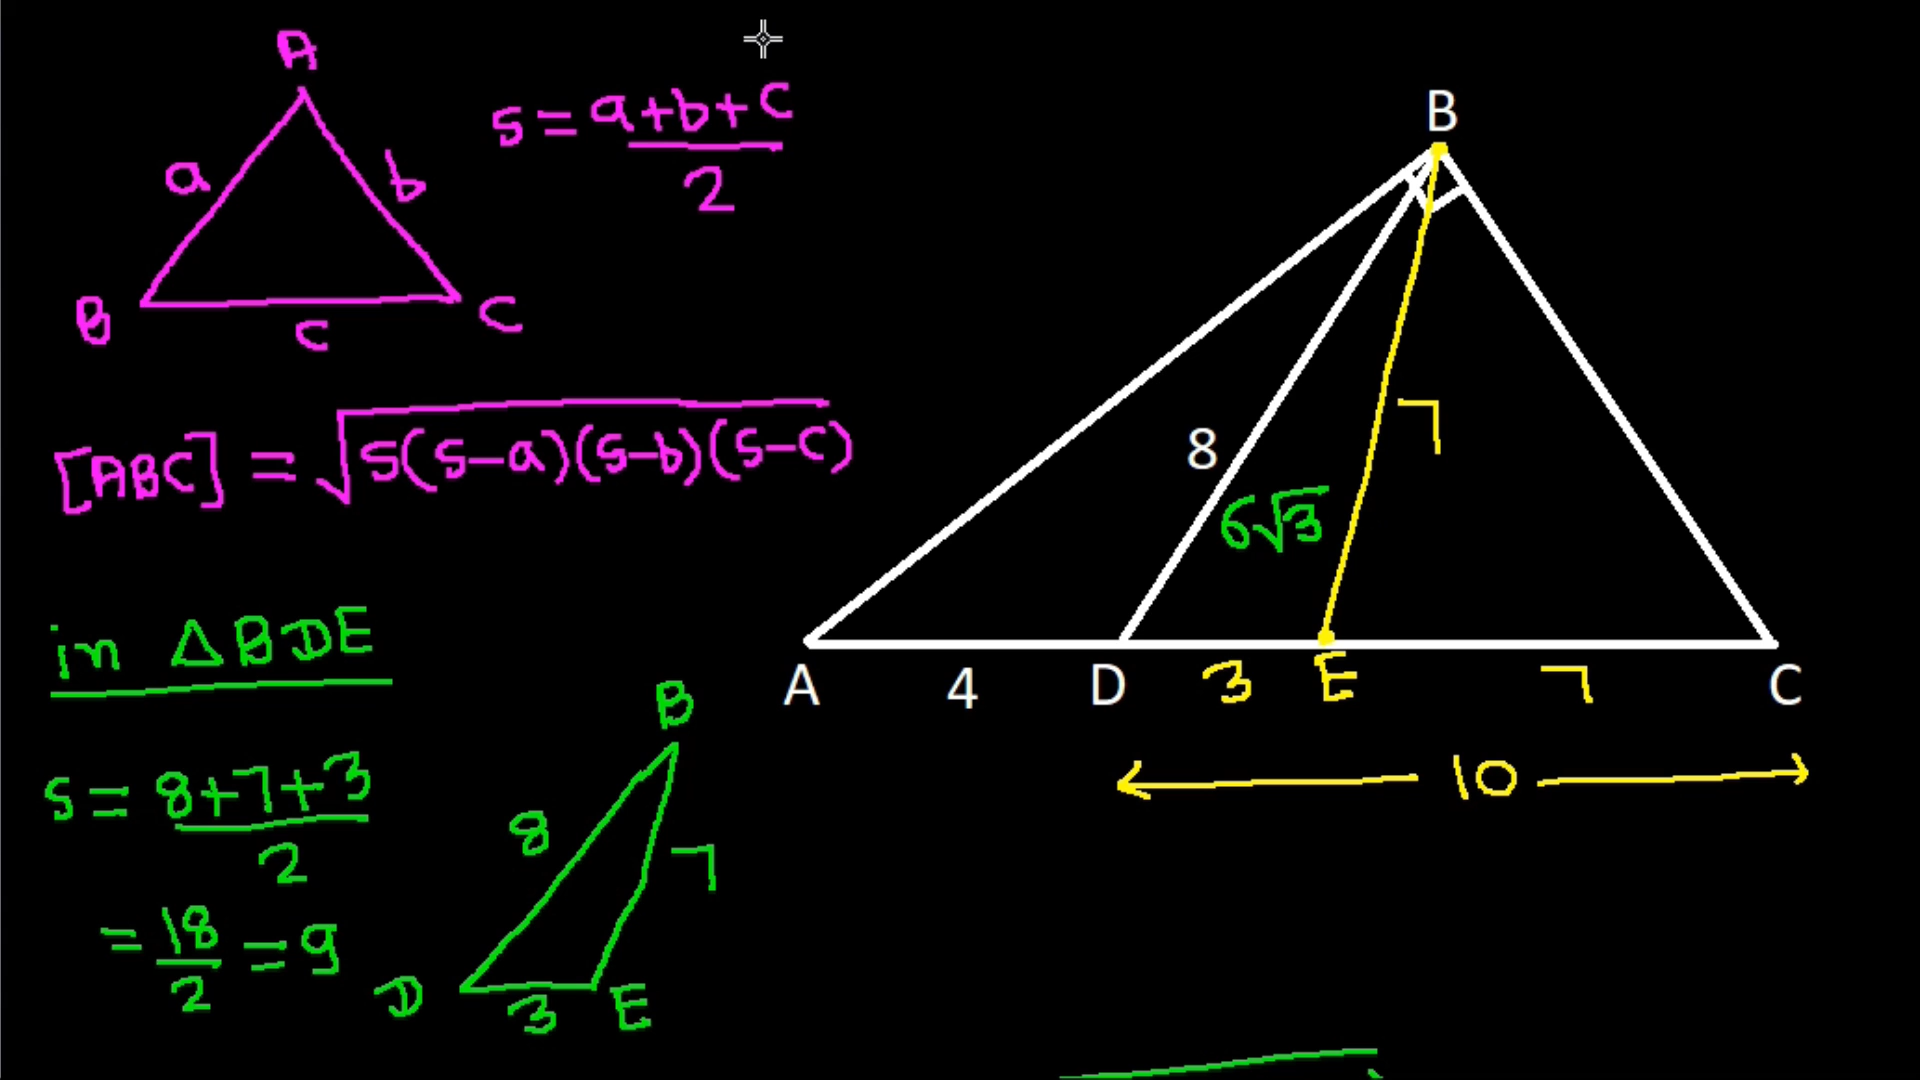 A
a
b
B
c
C
s = a+b+c / 2
[ABC] = √s(s-a)(s-b)(s-c)
in △BDE
s = 8+7+3 / 2
= 18 / 2 = 9
B
8
7
D
3
E
B
8
7
6√3
A 4 D 3 E 7 C
10